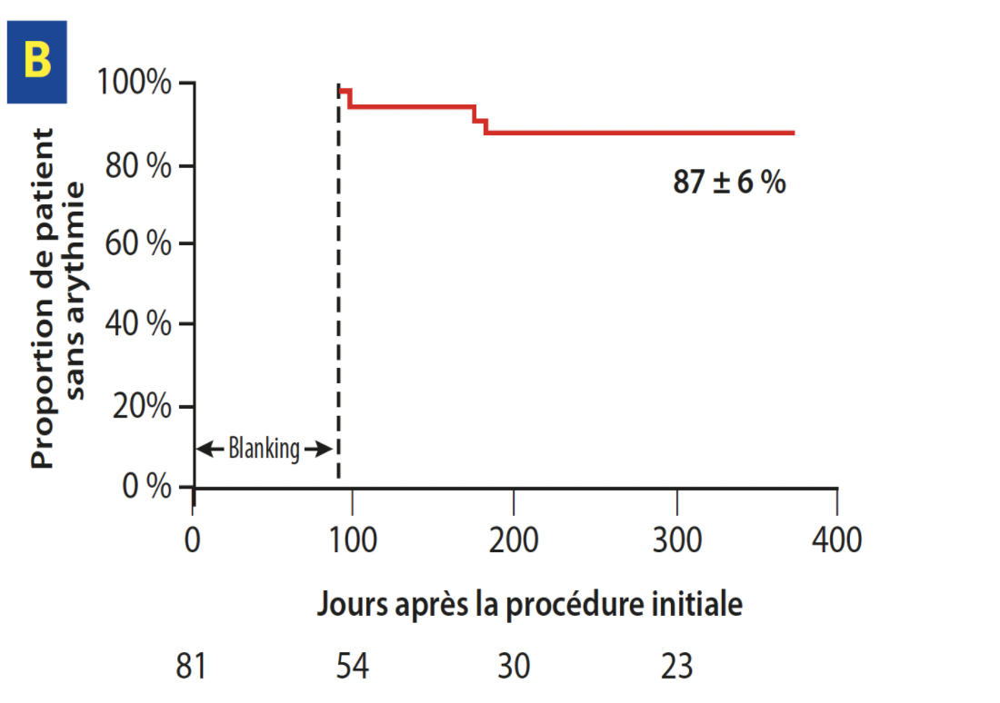 B
Proportion de patient
sans arythmie
100%
80 %
60 %
40 %
20%
0 %
87 ± 6 %
Blanking
0 100 200 300 400
Jours après la procédure initiale
81 54 30 23